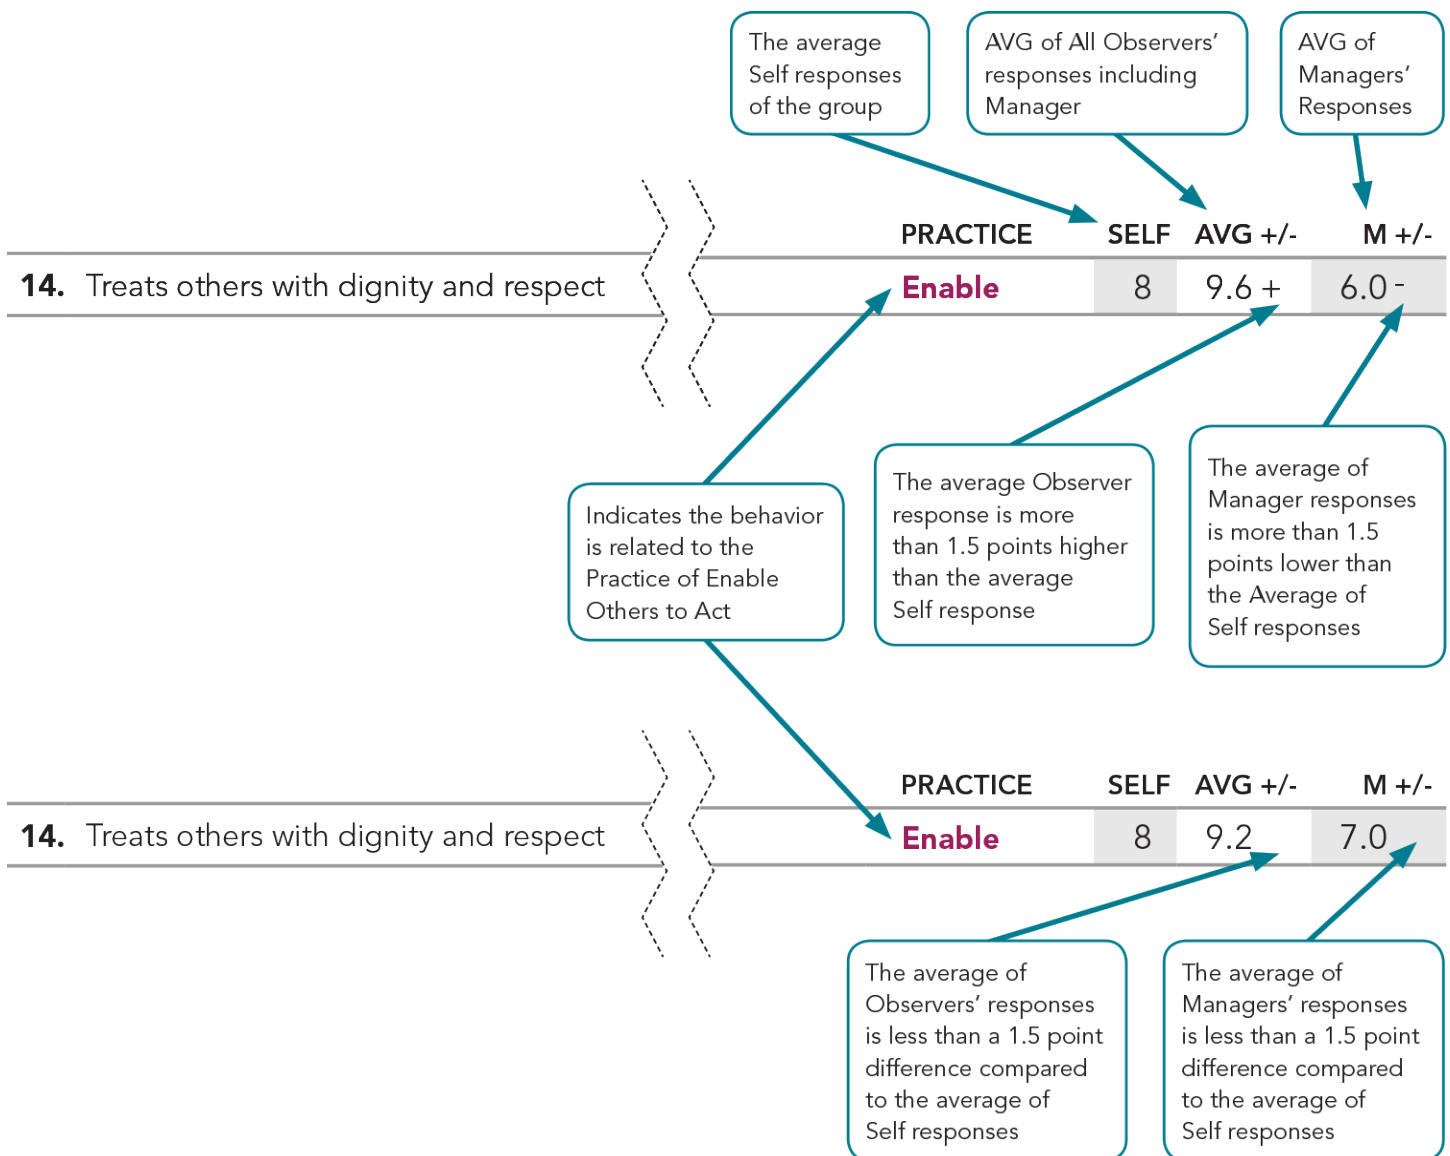 The average
Self responses
of the group
AVG of All Observers’
responses including
Manager
AVG of
Managers’
Responses
PRACTICE SELF AVG +/- M +/-
14. Treats others with dignity and respect Enable 8 9.6 + 6.0 -
Indicates the behavior
is related to the
Practice of Enable
Others to Act
The average Observer
response is more
than 1.5 points higher
than the average
Self response
The average of
Manager responses
is more than 1.5
points lower than
the Average of
Self responses
PRACTICE SELF AVG +/- M +/-
14. Treats others with dignity and respect Enable 8 9.2 7.0
The average of
Observers’ responses
is less than a 1.5 point
difference compared
to the average of
Self responses
The average of
Managers’ responses
is less than a 1.5 point
difference compared
to the average of
Self responses